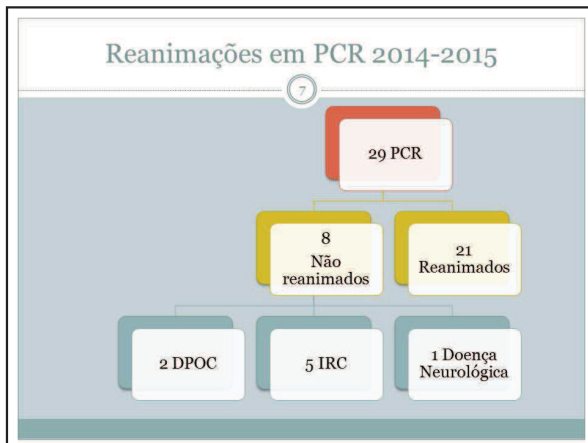 Reanimações em PCR 2014-2015
7
29 PCR
8
Não
reanimados
21
Reanimados
2 DPOC
5 IRC
1 Doença
Neurológica